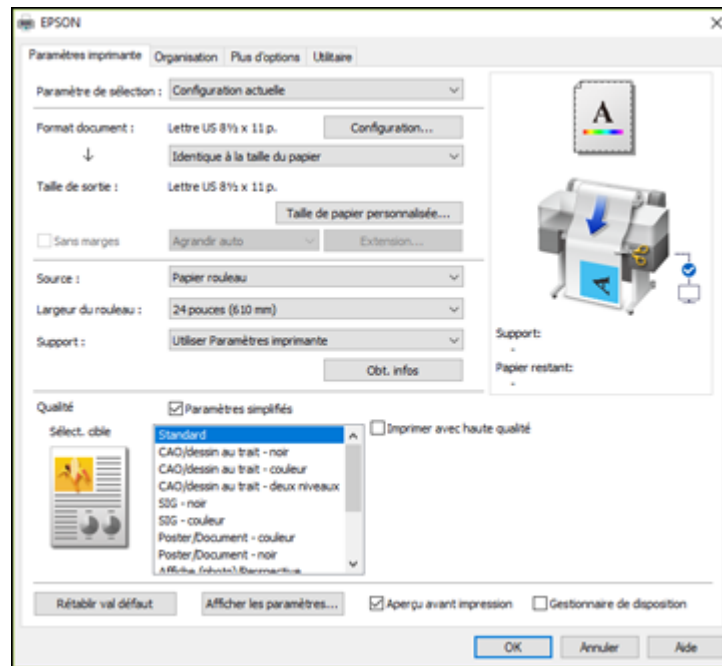 EPSON
Paramètres imprimante Organisation Plus d'options Utilitaire
Paramètre de sélection : Configuration actuelle
Format document : Lettre US 8½ x 11 p. Configuration...
↓ Identique à la taille du papier
Taille de sortie : Lettre US 8½ x 11 p.
Taille de papier personnalisée...
Sans marges Agrandir auto Extension...
Source : Papier rouleau
Largeur du rouleau : 24 pouces (610 mm)
Support : Utiliser Paramètres imprimante
Obt. infos
A
A
Support:
-
Papier restant:
-
Qualité Paramètres simplifiés
Sélect. cible
Standard
CAO/dessin au trait - noir
CAO/dessin au trait - couleur
CAO/dessin au trait - deux niveaux
SIG - noir
SIG - couleur
Poster/Document - couleur
Poster/Document - noir
Affiche (photo)/Perspective
Imprimer avec haute qualité
Rétablir val défaut Afficher les paramètres... Aperçu avant impression Gestionnaire de disposition
OK Annuler Aide